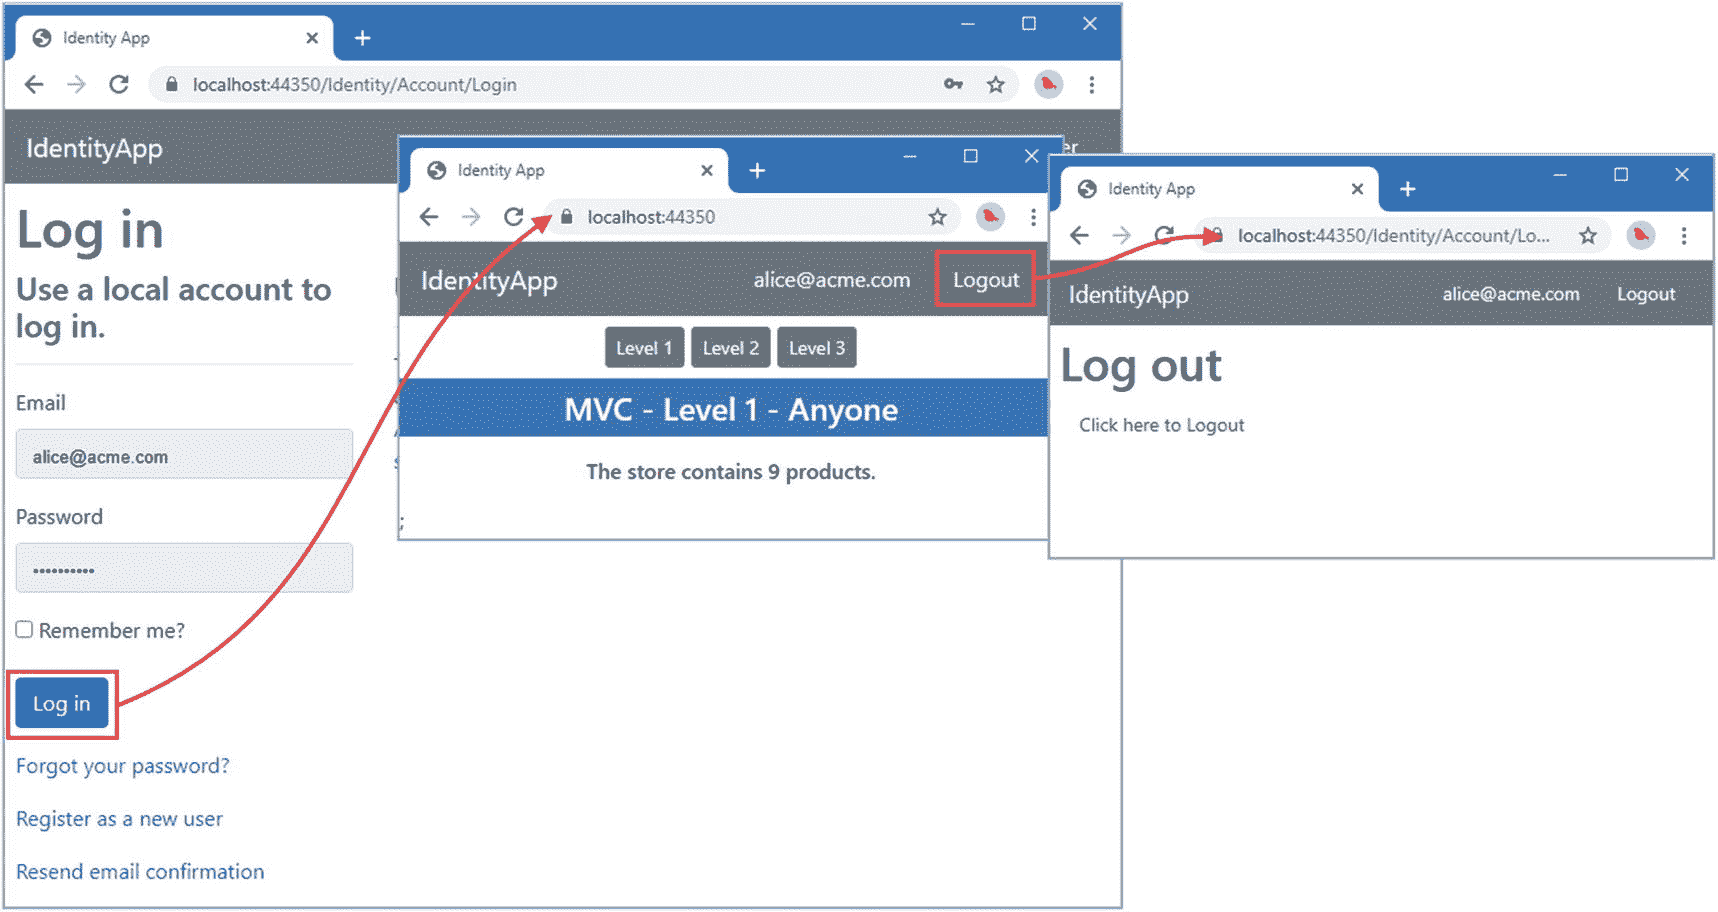 Identity App
localhost:44350/Identity/Account/Login
IdentityApp
Log in
Use a local account to
log in.
Email
alice@acme.com
Password
Remember me?
Log in
Forgot your password?
Register as a new user
Resend email confirmation
Identity App
localhost:44350
IdentityApp alice@acme.com Logout
Level 1 Level 2 Level 3
MVC - Level 1 - Anyone
The store contains 9 products.
;
Identity App
localhost:44350/Identity/Account/Lo...
IdentityApp alice@acme.com Logout
Log out
Click here to Logout